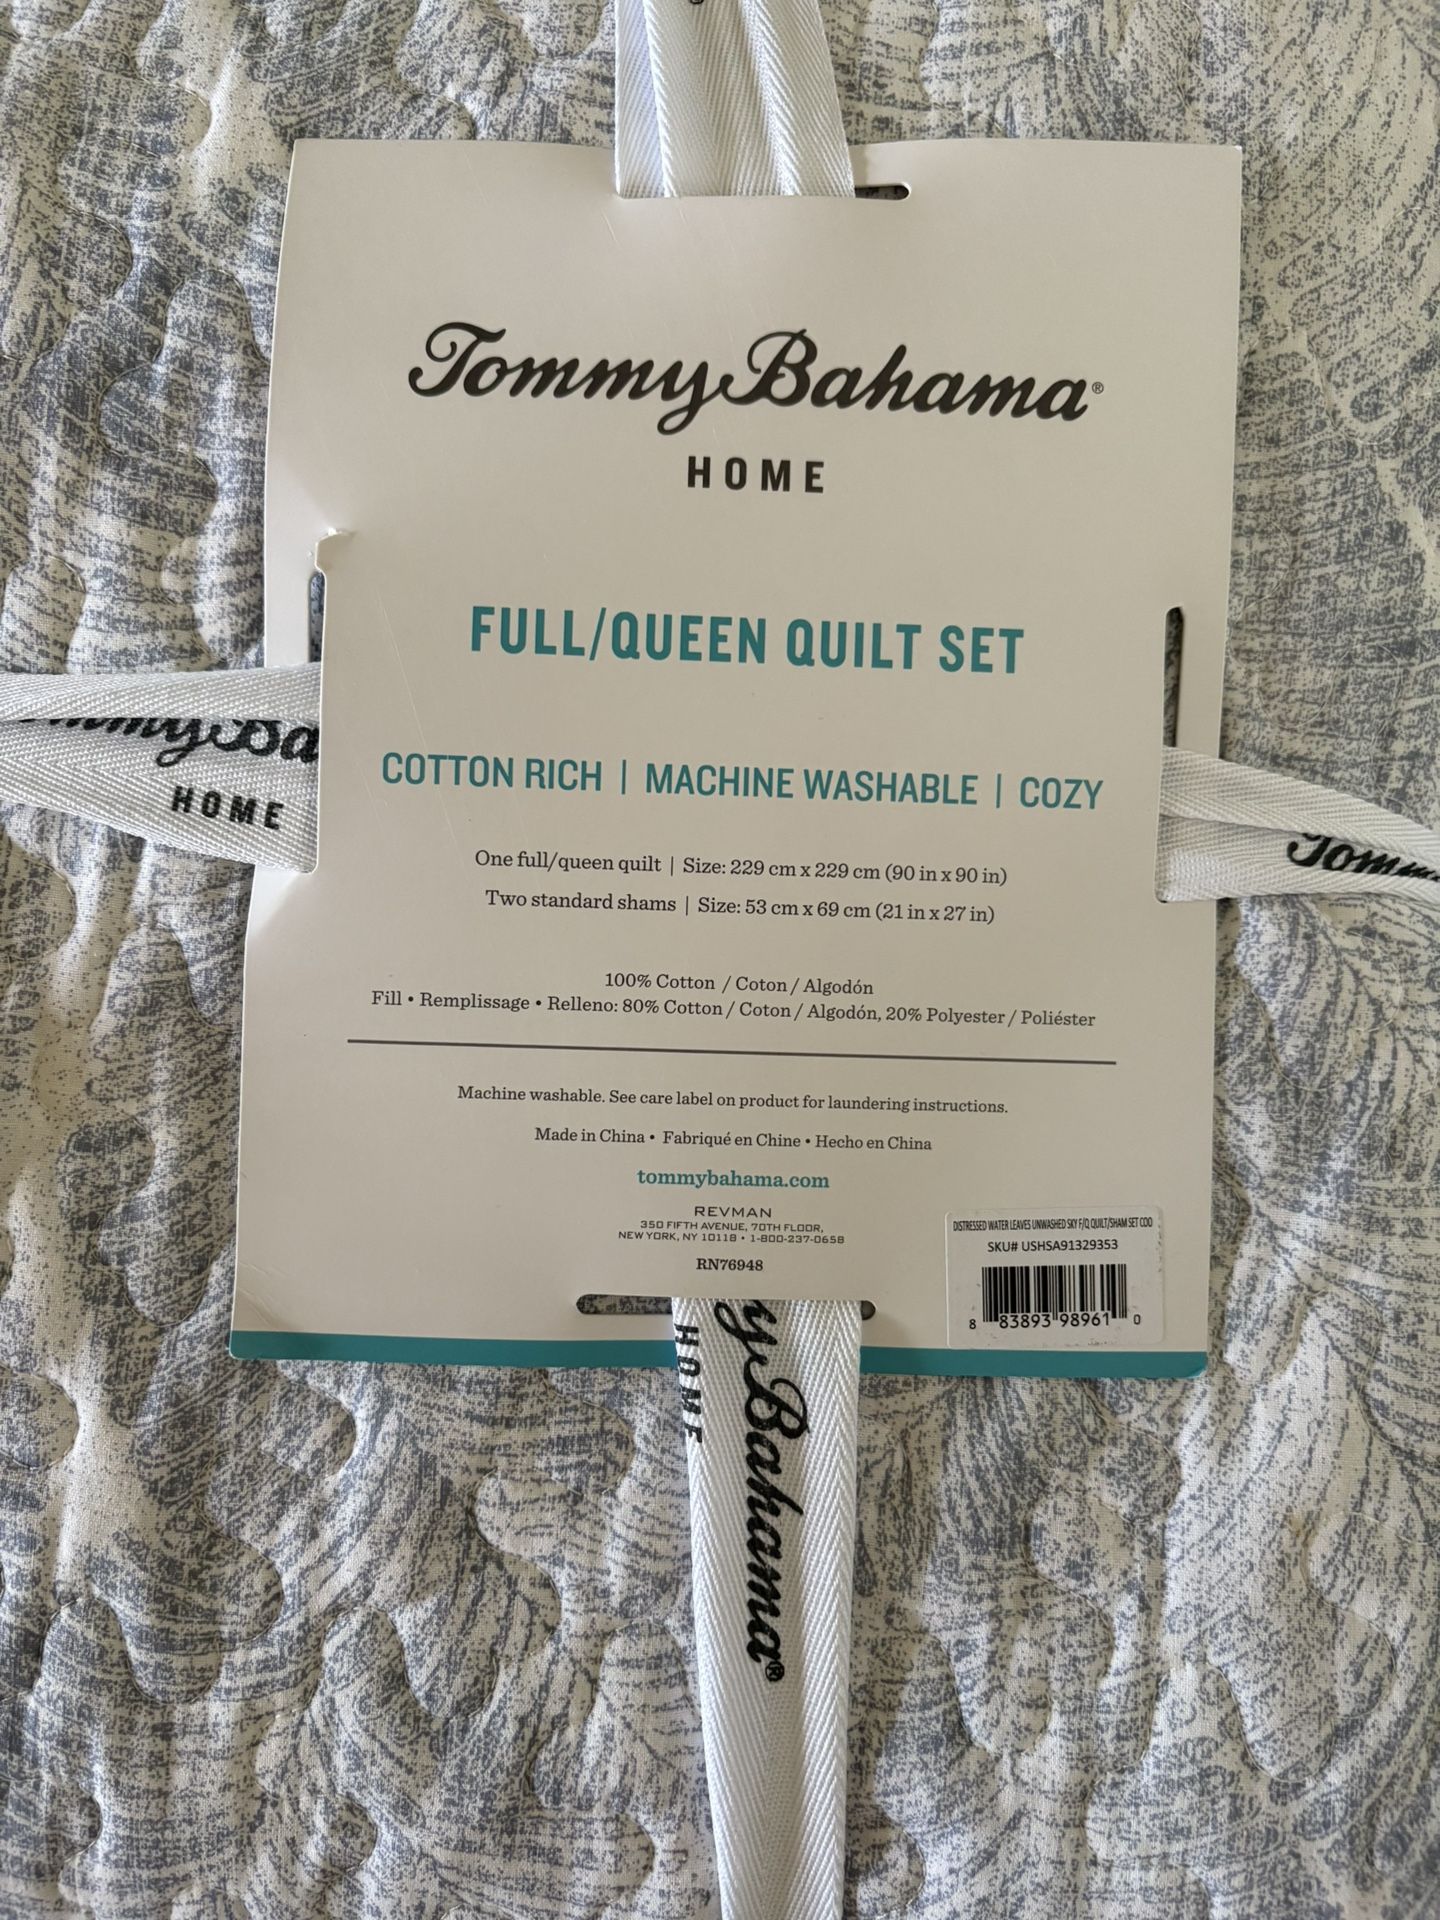 Tommy Bahama®
HOME
FULL/QUEEN QUILT SET
COTTON RICH | MACHINE WASHABLE | COZY
One full/queen quilt | Size: 229 cm x 229 cm (90 in x 90 in)
Two standard shams | Size: 53 cm x 69 cm (21 in x 27 in)
100% Cotton / Coton / Algodón
Fill • Remplissage • Relleno: 80% Cotton / Coton / Algodón, 20% Polyester / Poliéster
Machine washable. See care label on product for laundering instructions.
Made in China • Fabriqué en Chine • Hecho en China
tommybahama.com
REVMAN
350 FIFTH AVENUE, 70TH FLOOR,
NEW YORK, NY 10118 • 1-800-237-0658
RN76948
DISTRESSED WATER LEAVES UNWASHED SKY F/Q QUILT/SHAM SET COO
SKU# USHSA91329353
8 83893 98961 0
mmy Ba
HOME
Tomm
y Bahama®
HOME